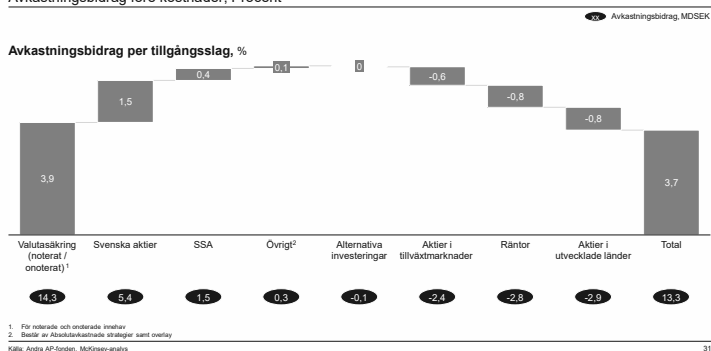 Avkastningsbidrag före kostnader, Procent
xx Avkastningsbidrag, MDSEK
Avkastningsbidrag per tillgångsslag, %
3,9
1,5
0,4
0,1
0
-0,6
-0,8
-0,8
3,7
Valutasäkring
(noterat /
onoterat)1
Svenska aktier
SSA
Övrigt2
Alternativa
investeringar
Aktier i
tillväxtmarknader
Räntor
Aktier i
utvecklade länder
Total
14,3
5,4
1,5
0,3
-0,1
-2,4
-2,8
-2,9
13,3
1. För noterade och onoterade innehav
2. Består av Absolutavkastnade strategier samt overlay
Källa: Andra AP-fonden, McKinsey-analys
31